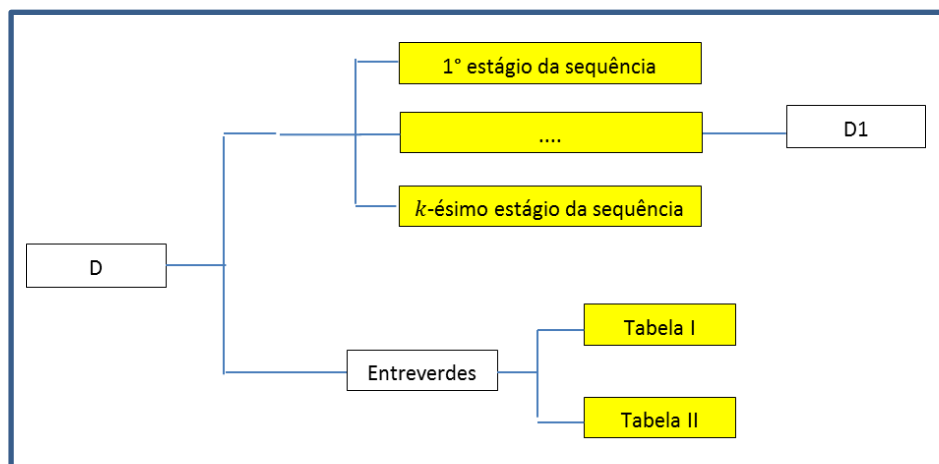 1° estágio da sequência
....
D1
k-ésimo estágio da sequência
D
Tabela I
Entreverdes
Tabela II